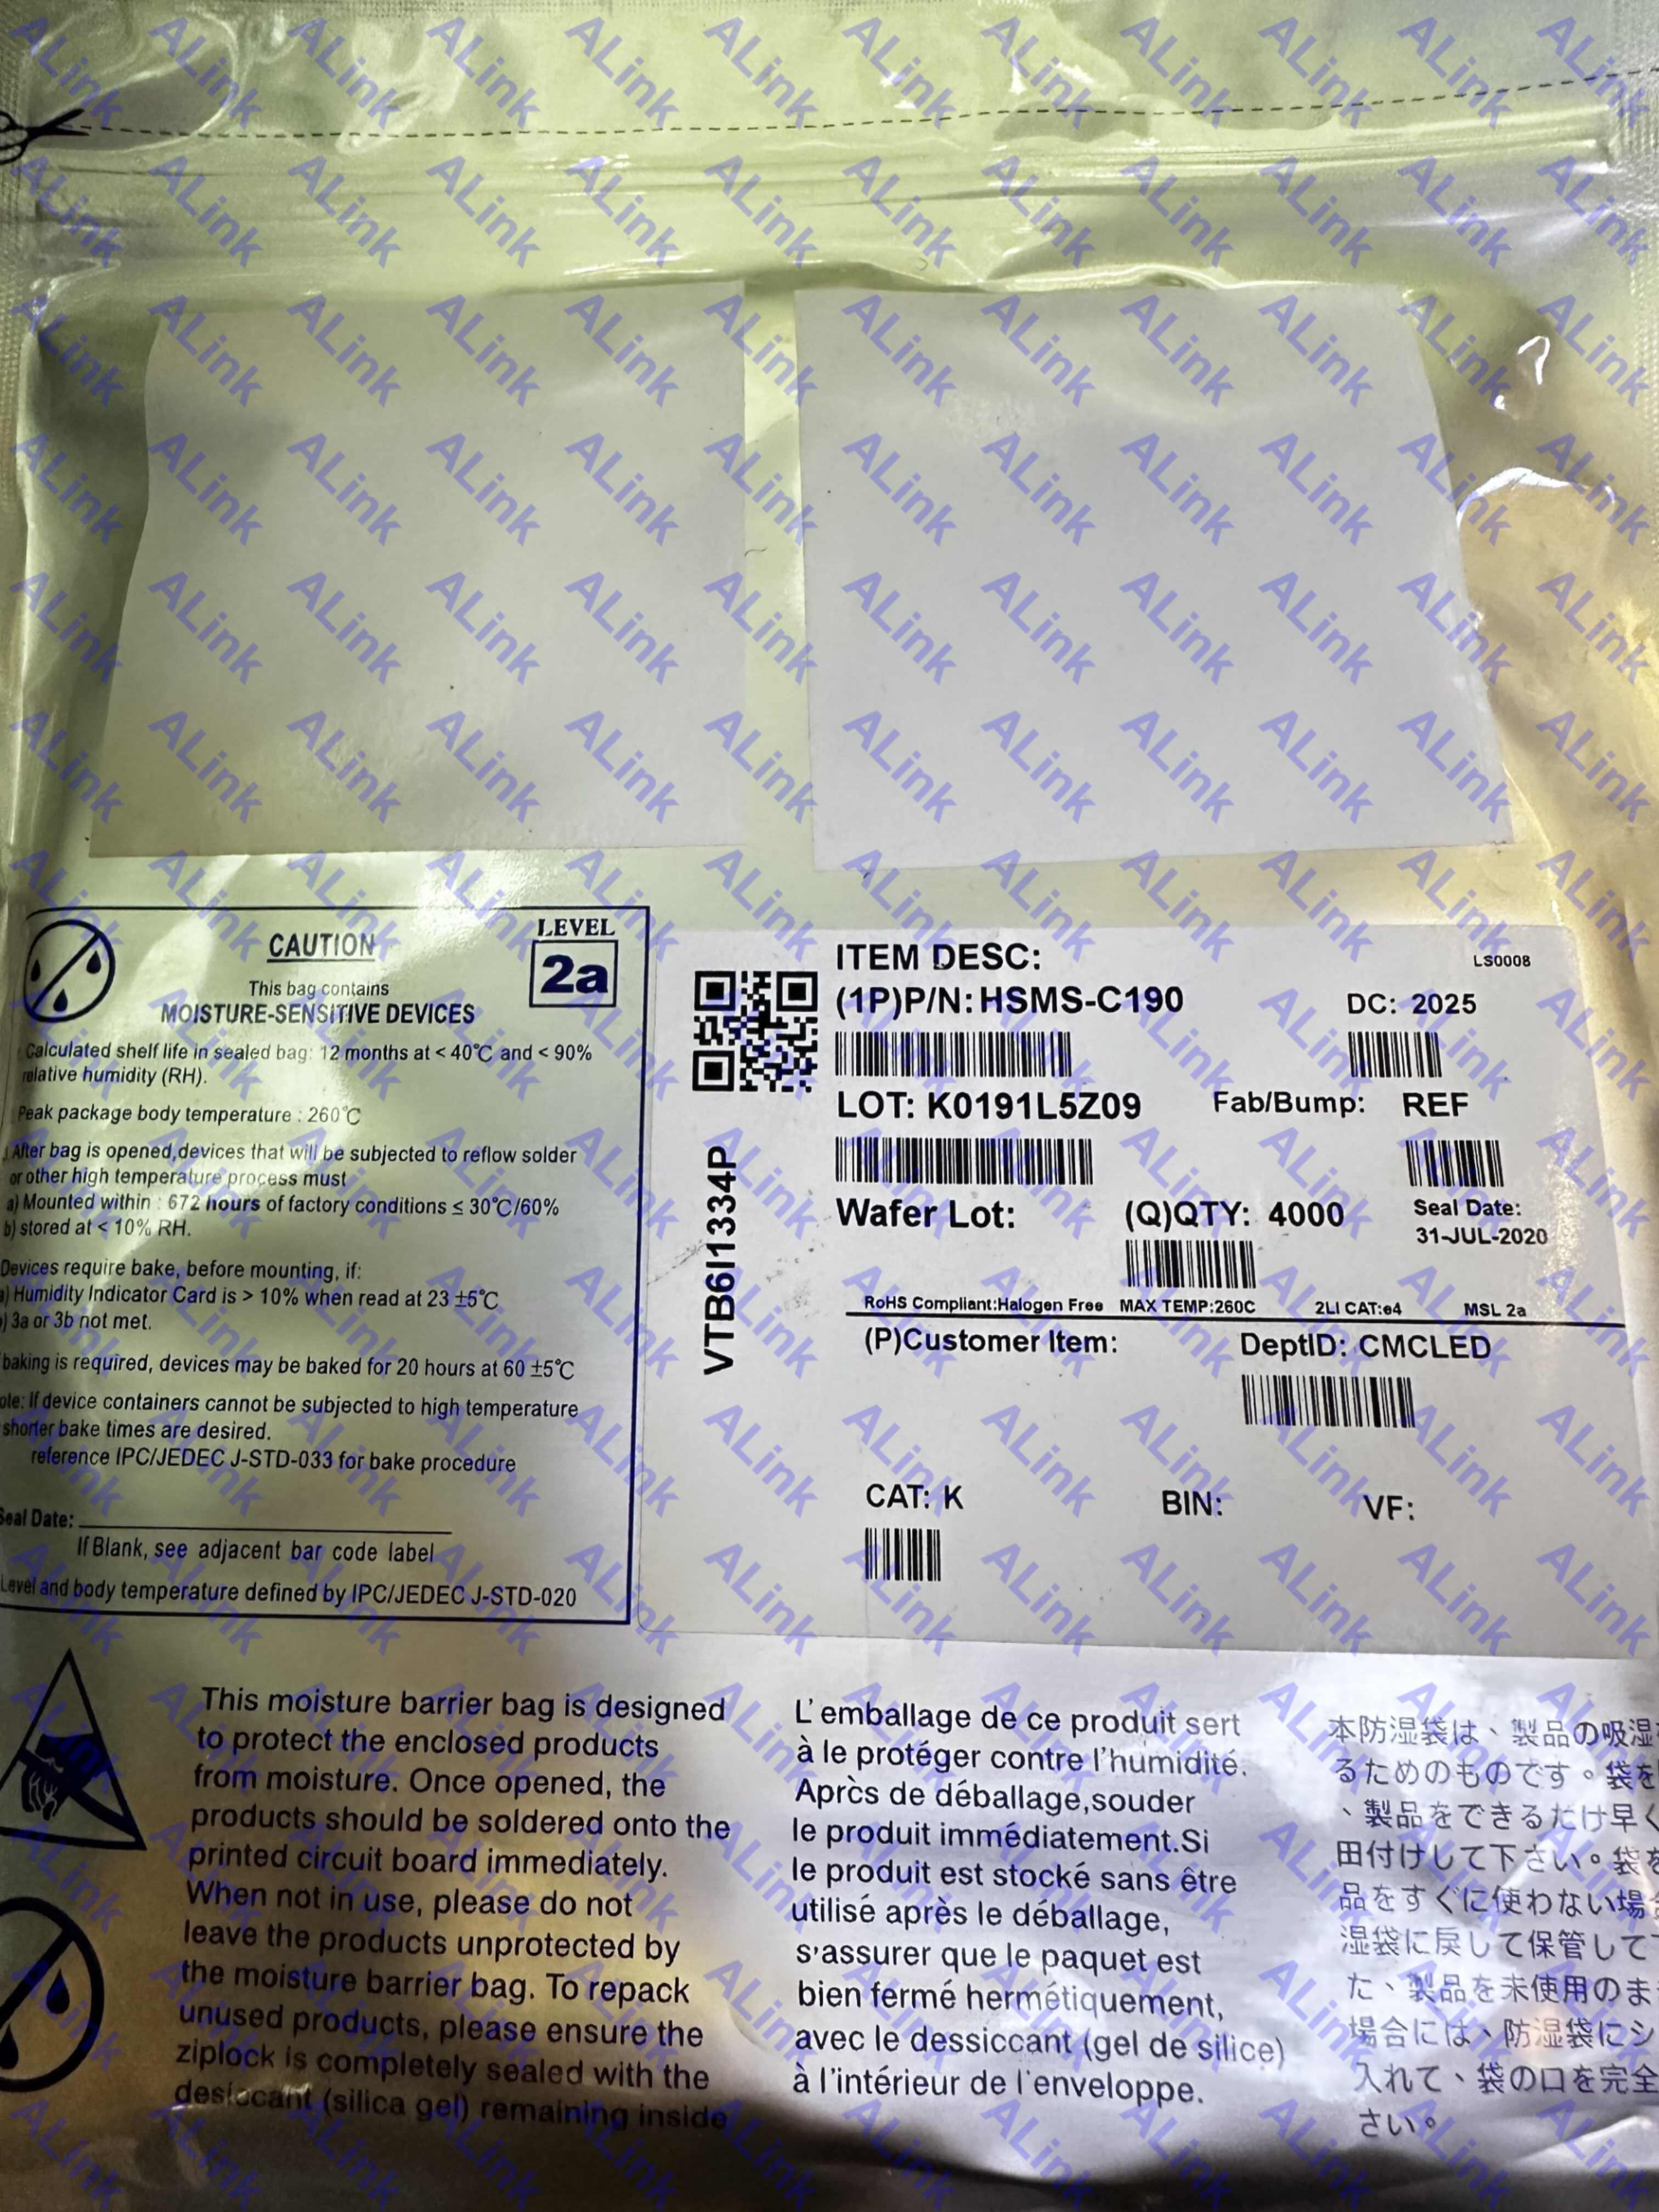 CAUTION
LEVEL
2a
This bag contains
MOISTURE-SENSITIVE DEVICES
Calculated shelf life in sealed bag: 12 months at < 40℃ and < 90%
relative humidity (RH).
Peak package body temperature : 260℃
After bag is opened,devices that will be subjected to reflow solder
or other high temperature process must
a) Mounted within : 672 hours of factory conditions ≤ 30℃/60%
b) stored at < 10% RH.
Devices require bake, before mounting, if:
a) Humidity Indicator Card is > 10% when read at 23 ±5℃
b) 3a or 3b not met.
baking is required, devices may be baked for 20 hours at 60 ±5℃
If device containers cannot be subjected to high temperature
shorter bake times are desired.
reference IPC/JEDEC J-STD-033 for bake procedure
Seal Date:
If Blank, see adjacent bar code label
Level and body temperature defined by IPC/JEDEC J-STD-020
VTB6I1334P
ITEM DESC:
LS0008
(1P)P/N: HSMS-C190
DC: 2025
LOT: K0191L5Z09
Fab/Bump: REF
Wafer Lot:
(Q)QTY: 4000
Seal Date:
31-JUL-2020
RoHS Compliant:Halogen Free MAX TEMP:260C 2LI CAT:e4 MSL 2a
(P)Customer Item:
DeptID: CMCLED
CAT: K
BIN:
VF:
This moisture barrier bag is designed
to protect the enclosed products
from moisture. Once opened, the
products should be soldered onto the
printed circuit board immediately.
When not in use, please do not
leave the products unprotected by
the moisture barrier bag. To repack
unused products, please ensure the
ziplock is completely sealed with the
desiccant (silica gel) remaining inside
L'emballage de ce produit sert
à le protéger contre l'humidité.
Après de déballage,souder
le produit immédiatement.Si
le produit est stocké sans être
utilisé après le déballage,
s'assurer que le paquet est
bien fermé hermétiquement,
avec le dessiccant (gel de silice)
à l'intérieur de l'enveloppe.
本防湿袋は、製品の吸湿
るためのものです。袋を
、製品をできるだけ早く
田付けして下さい。袋を
品をすぐに使わない場合
湿袋に戻して保管して下
た、製品を未使用のまま
場合には、防湿袋にシ
入れて、袋の口を完全
さい。
ALink